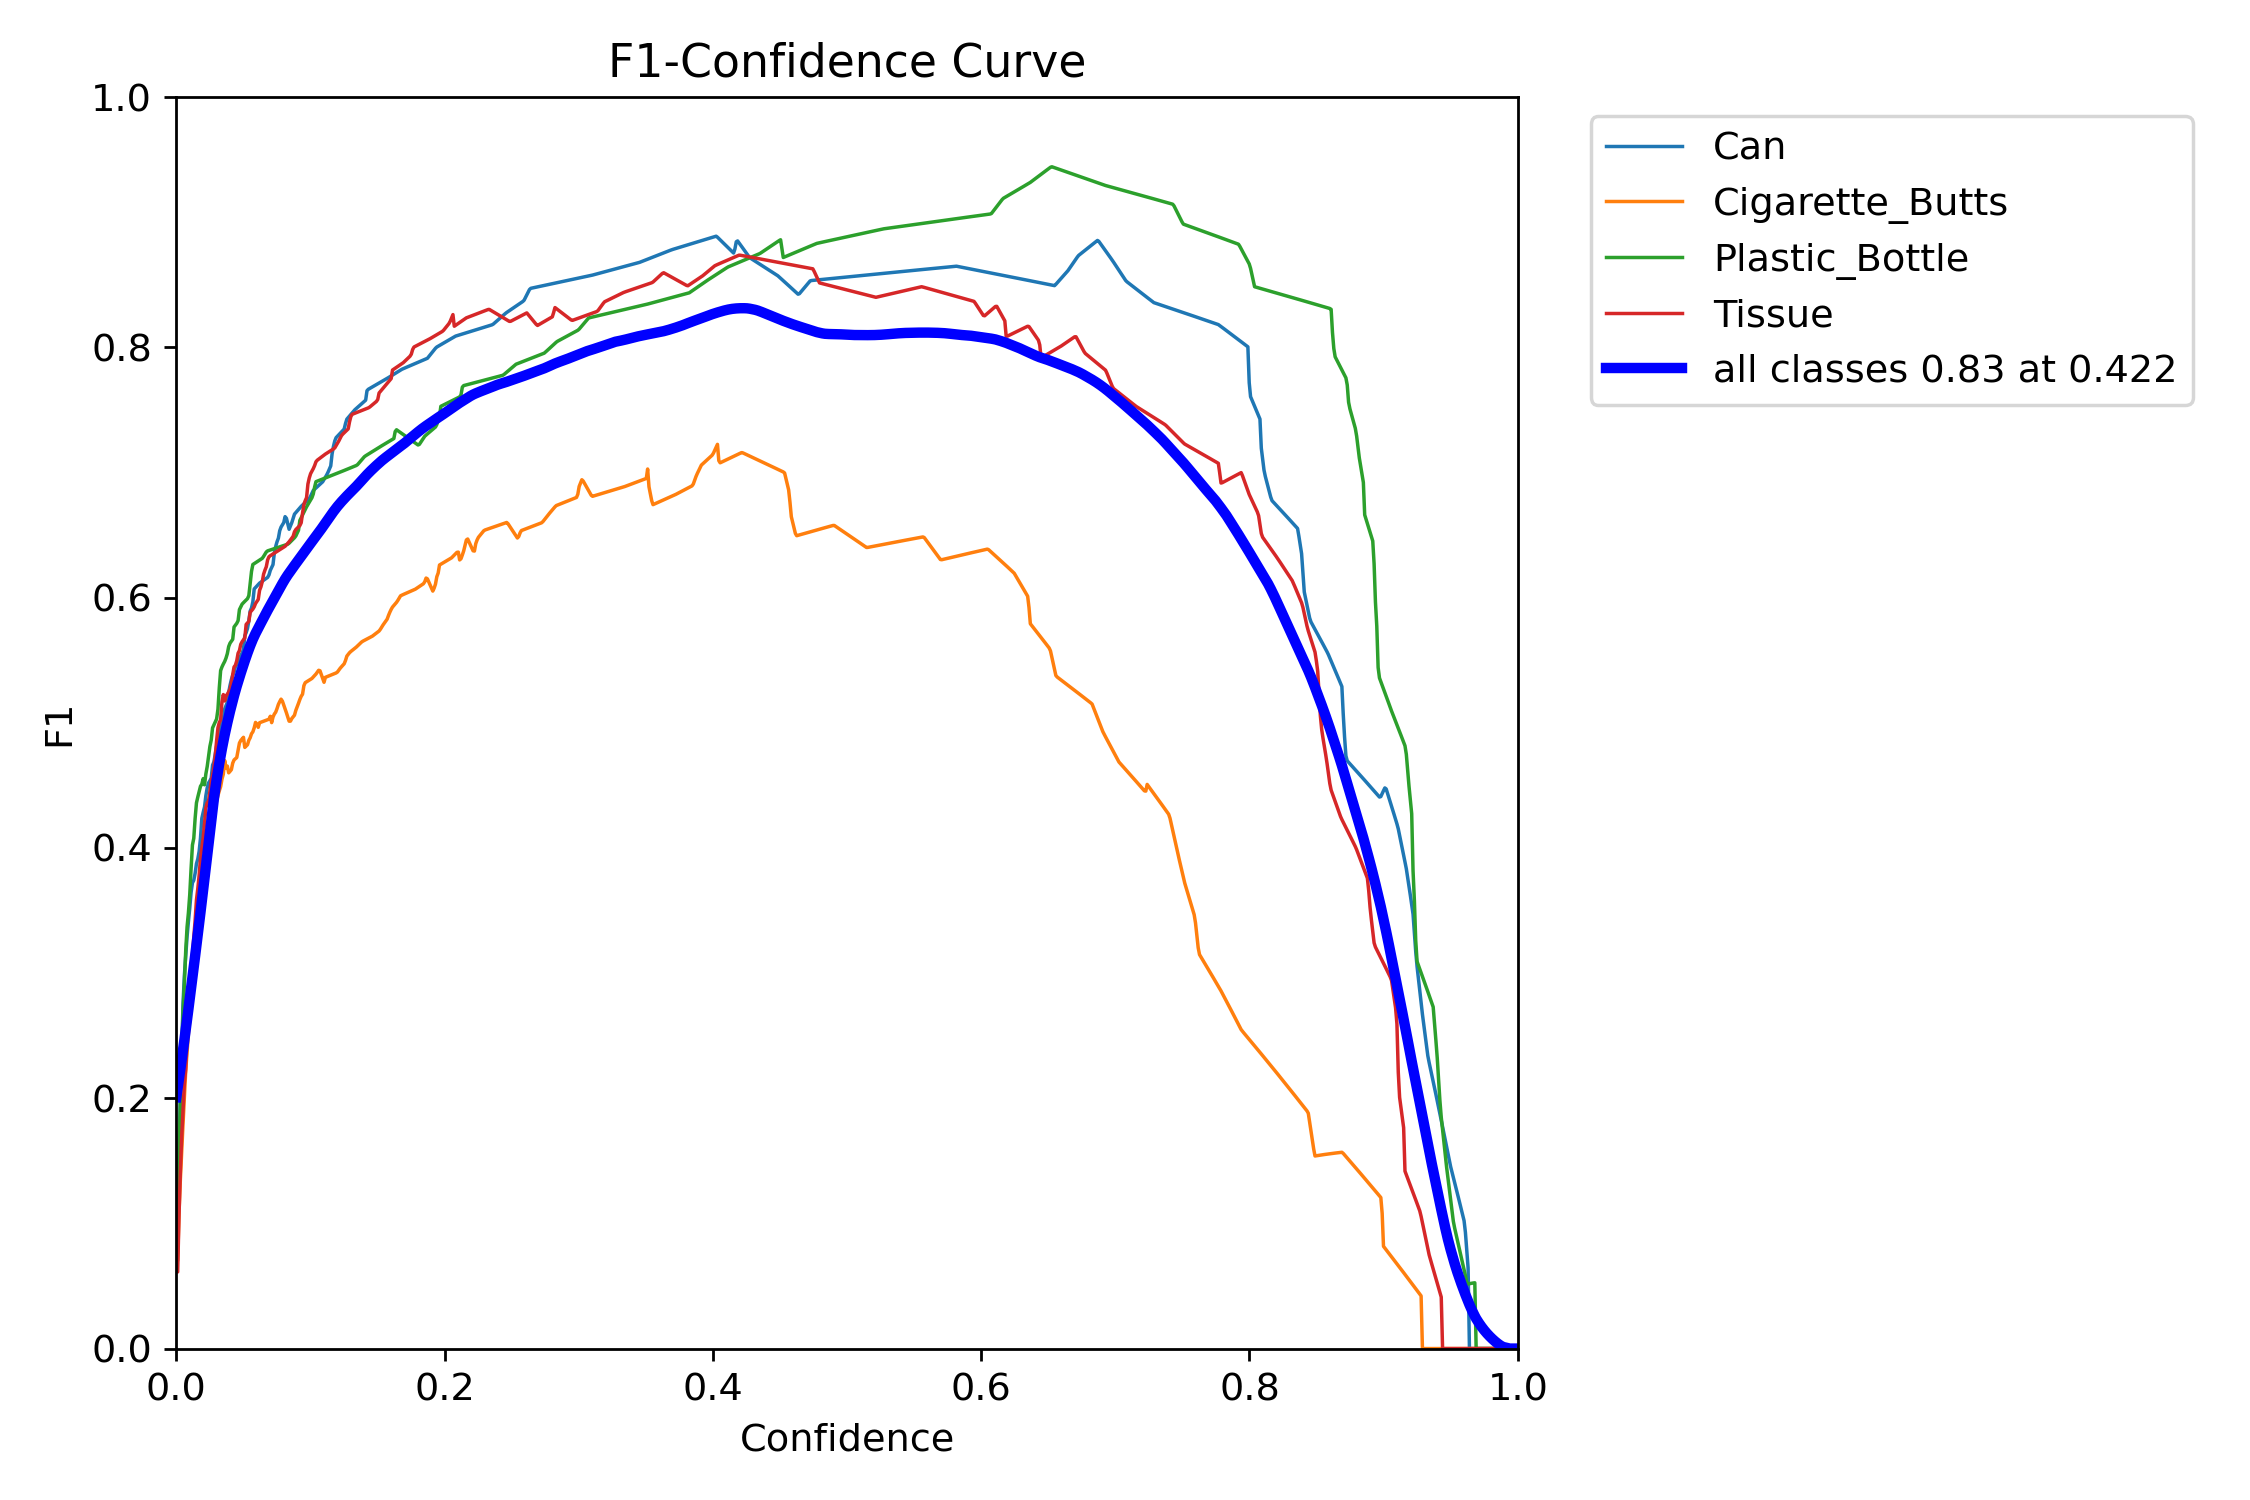 F1-Confidence Curve
1.0
0.8
0.6
0.4
0.2
0.0
F1
0.0 0.2 0.4 0.6 0.8 1.0
Confidence
Can
Cigarette_Butts
Plastic_Bottle
Tissue
all classes 0.83 at 0.422